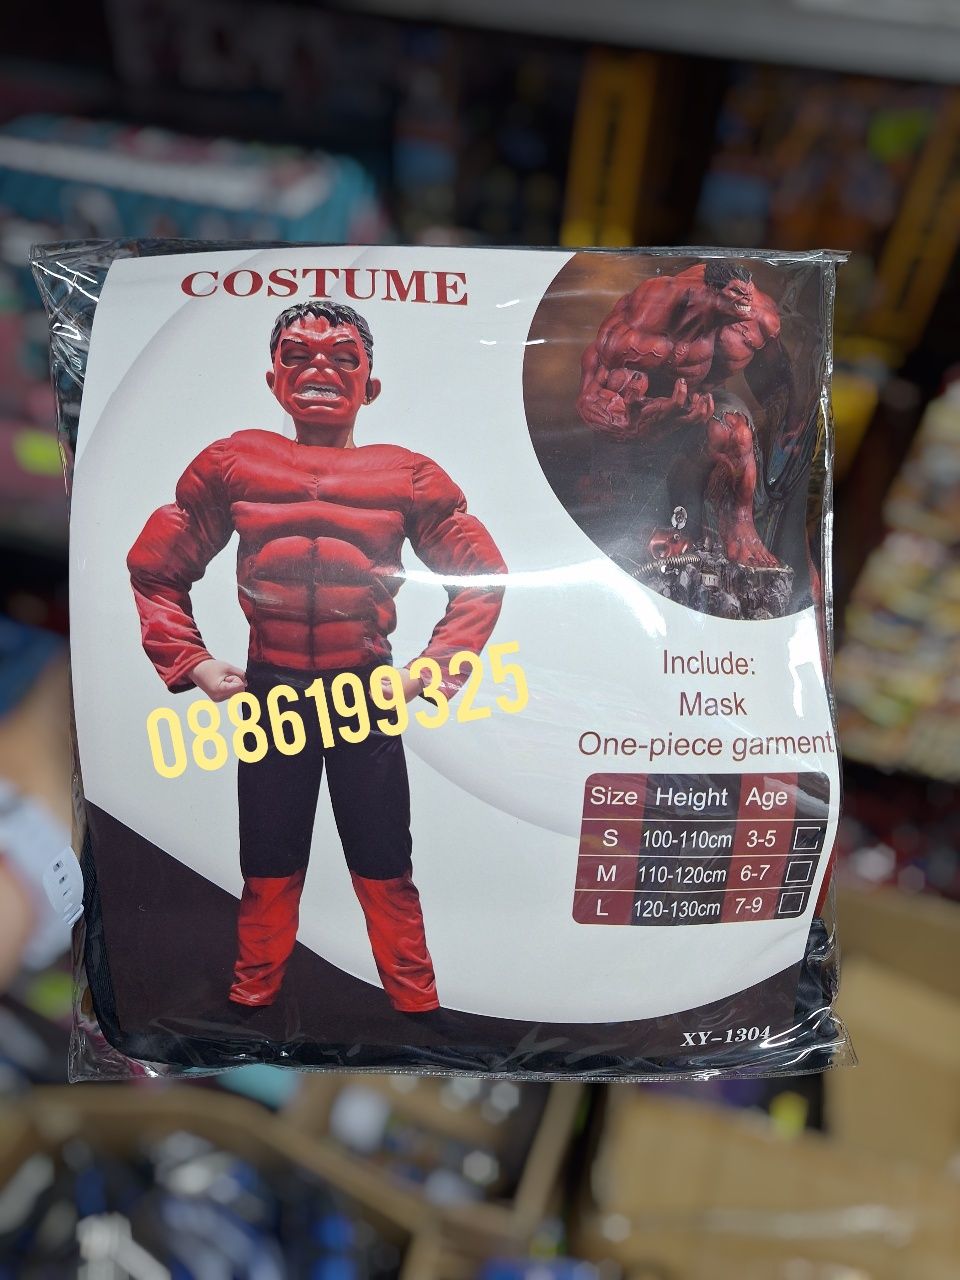 COSTUME
0886199325
Include:
Mask
One-piece garment
Size Height Age
S 100-110cm 3-5
M 110-120cm 6-7
L 120-130cm 7-9
XY-1304